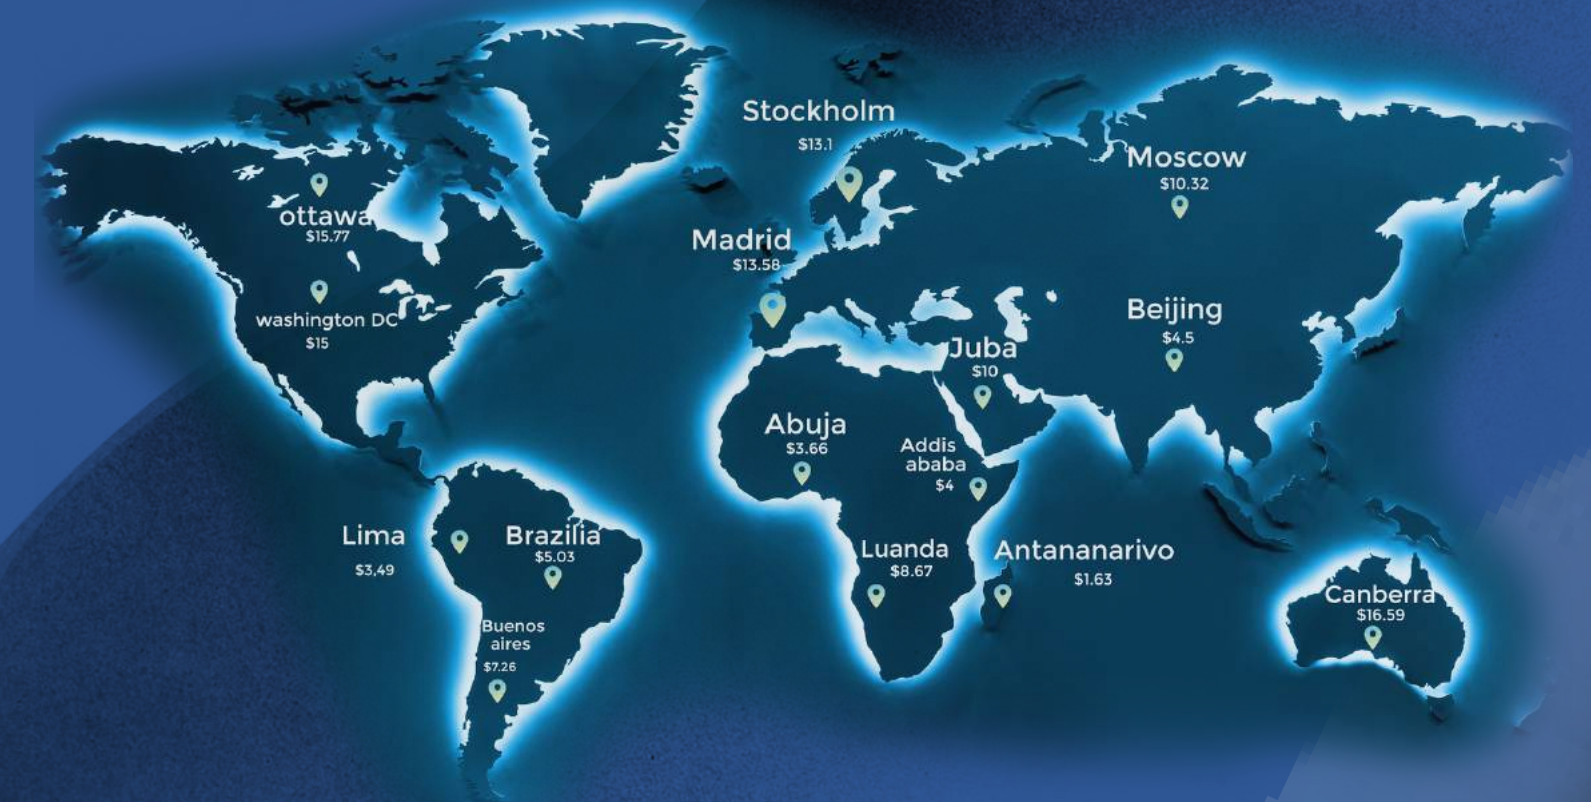 Stockholm
$13.1
Moscow
$10.32
ottawa
$15.77
Madrid
$13.58
washington DC
$15
Beijing
$4.5
Juba
$10
Abuja
$3.66
Addis
ababa
$4
Lima
$3,49
Brazilia
$5.03
Luanda
$8.67
Antananarivo
$1.63
Canberra
$16.59
Buenos
aires
$7.26